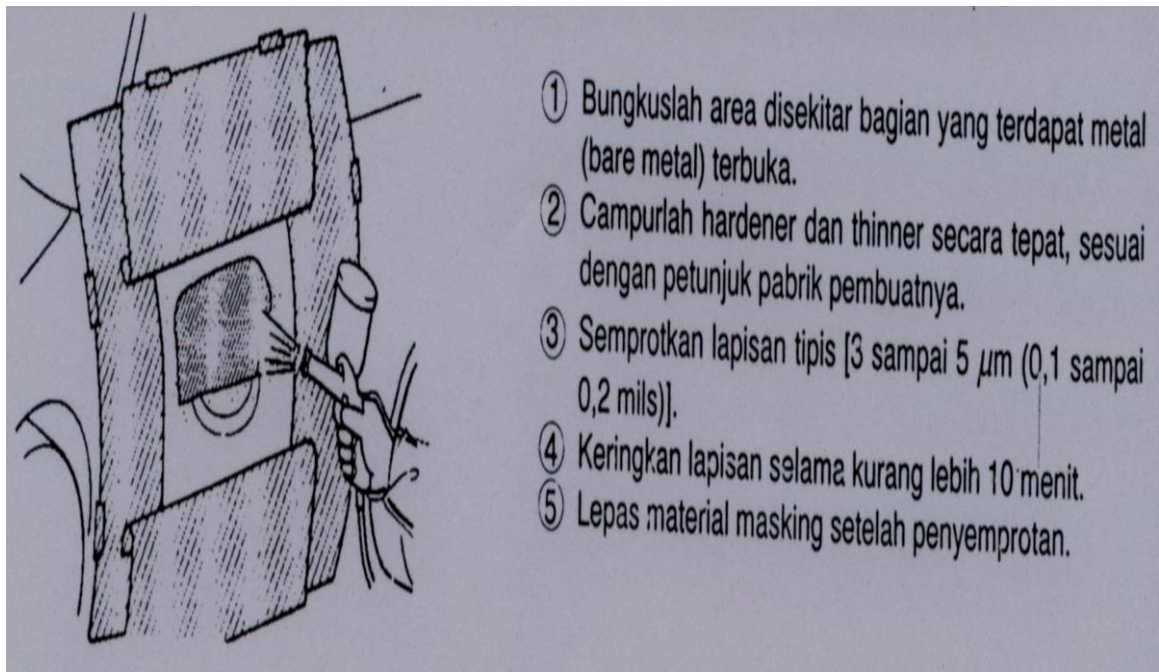 ① Bungkuslah area disekitar bagian yang terdapat metal
(bare metal) terbuka.
② Campurlah hardener dan thinner secara tepat, sesuai
dengan petunjuk pabrik pembuatnya.
③ Semprotkan lapisan tipis [3 sampai 5 µm (0,1 sampai
0,2 mils)].
④ Keringkan lapisan selama kurang lebih 10 menit.
⑤ Lepas material masking setelah penyemprotan.